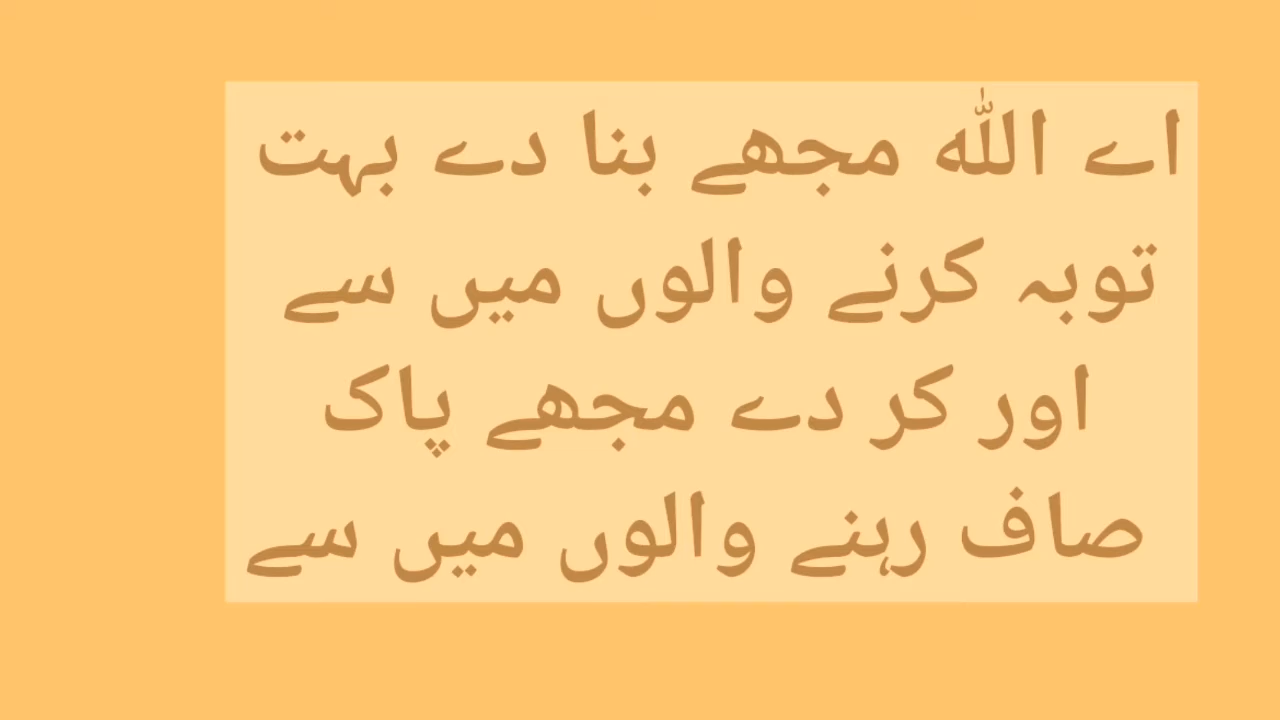 اے اللّٰہ مجھے بنا دے بہت
توبہ کرنے والوں میں سے
اور کر دے مجھے پاک
صاف رہنے والوں میں سے